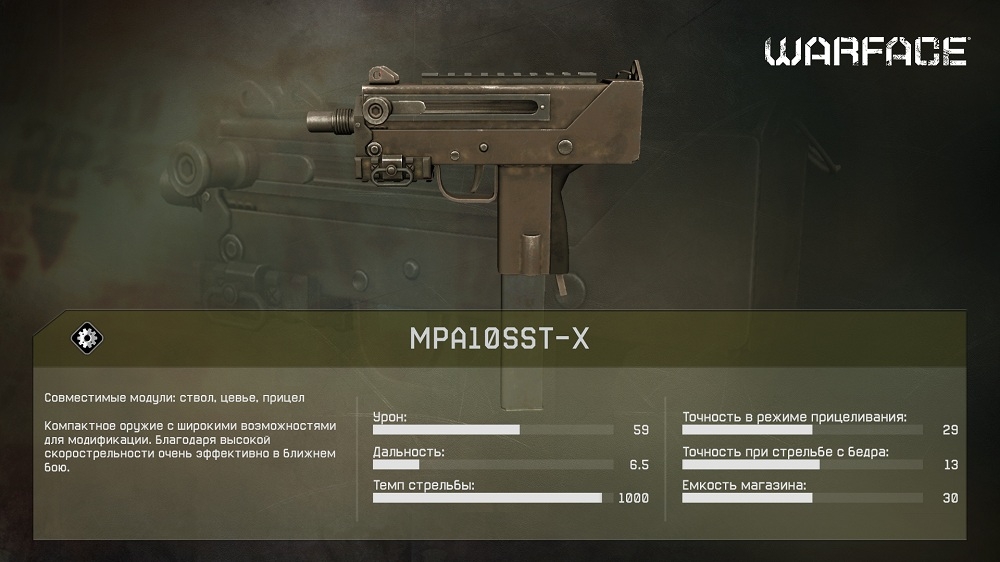 WARFACE
MPA10SST-X
Совместимые модули: ствол, цевье, прицел
Компактное оружие с широкими возможностями
для модификации. Благодаря высокой
скорострельности очень эффективно в ближнем
бою.
Урон:
59
Дальность:
6.5
Темп стрельбы:
1000
Точность в режиме прицеливания:
29
Точность при стрельбе с бедра:
13
Емкость магазина:
30